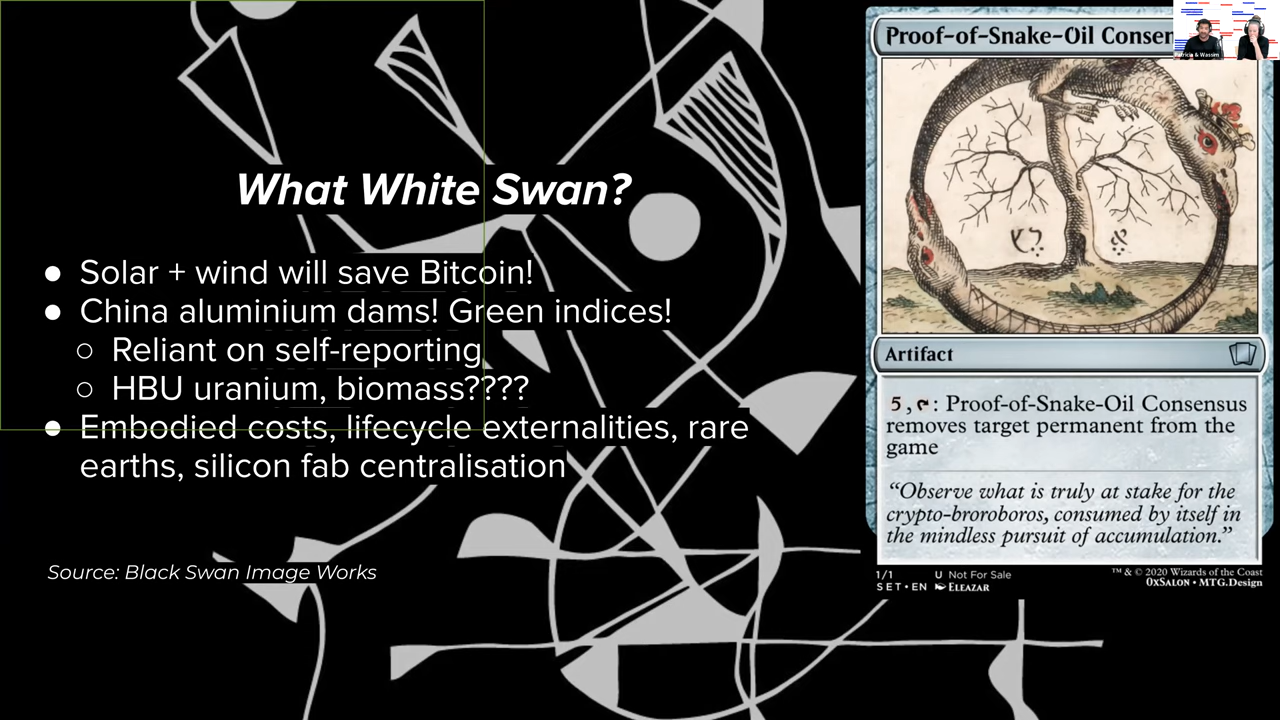 What White Swan?
● Solar + wind will save Bitcoin!
● China aluminium dams! Green indices!
○ Reliant on self-reporting
○ HBU uranium, biomass????
● Embodied costs, lifecycle externalities, rare
earths, silicon fab centralisation
Source: Black Swan Image Works
Proof-of-Snake-Oil Consen
Patricia & Wassim
Artifact
5, : Proof-of-Snake-Oil Consensus
removes target permanent from the
game
“Observe what is truly at stake for the
crypto-broroboros, consumed by itself in
the mindless pursuit of accumulation.”
1/1 U Not For Sale
SET • EN ELEAZAR
™ & © 2020 Wizards of the Coast
0xSALON • MTG.Design